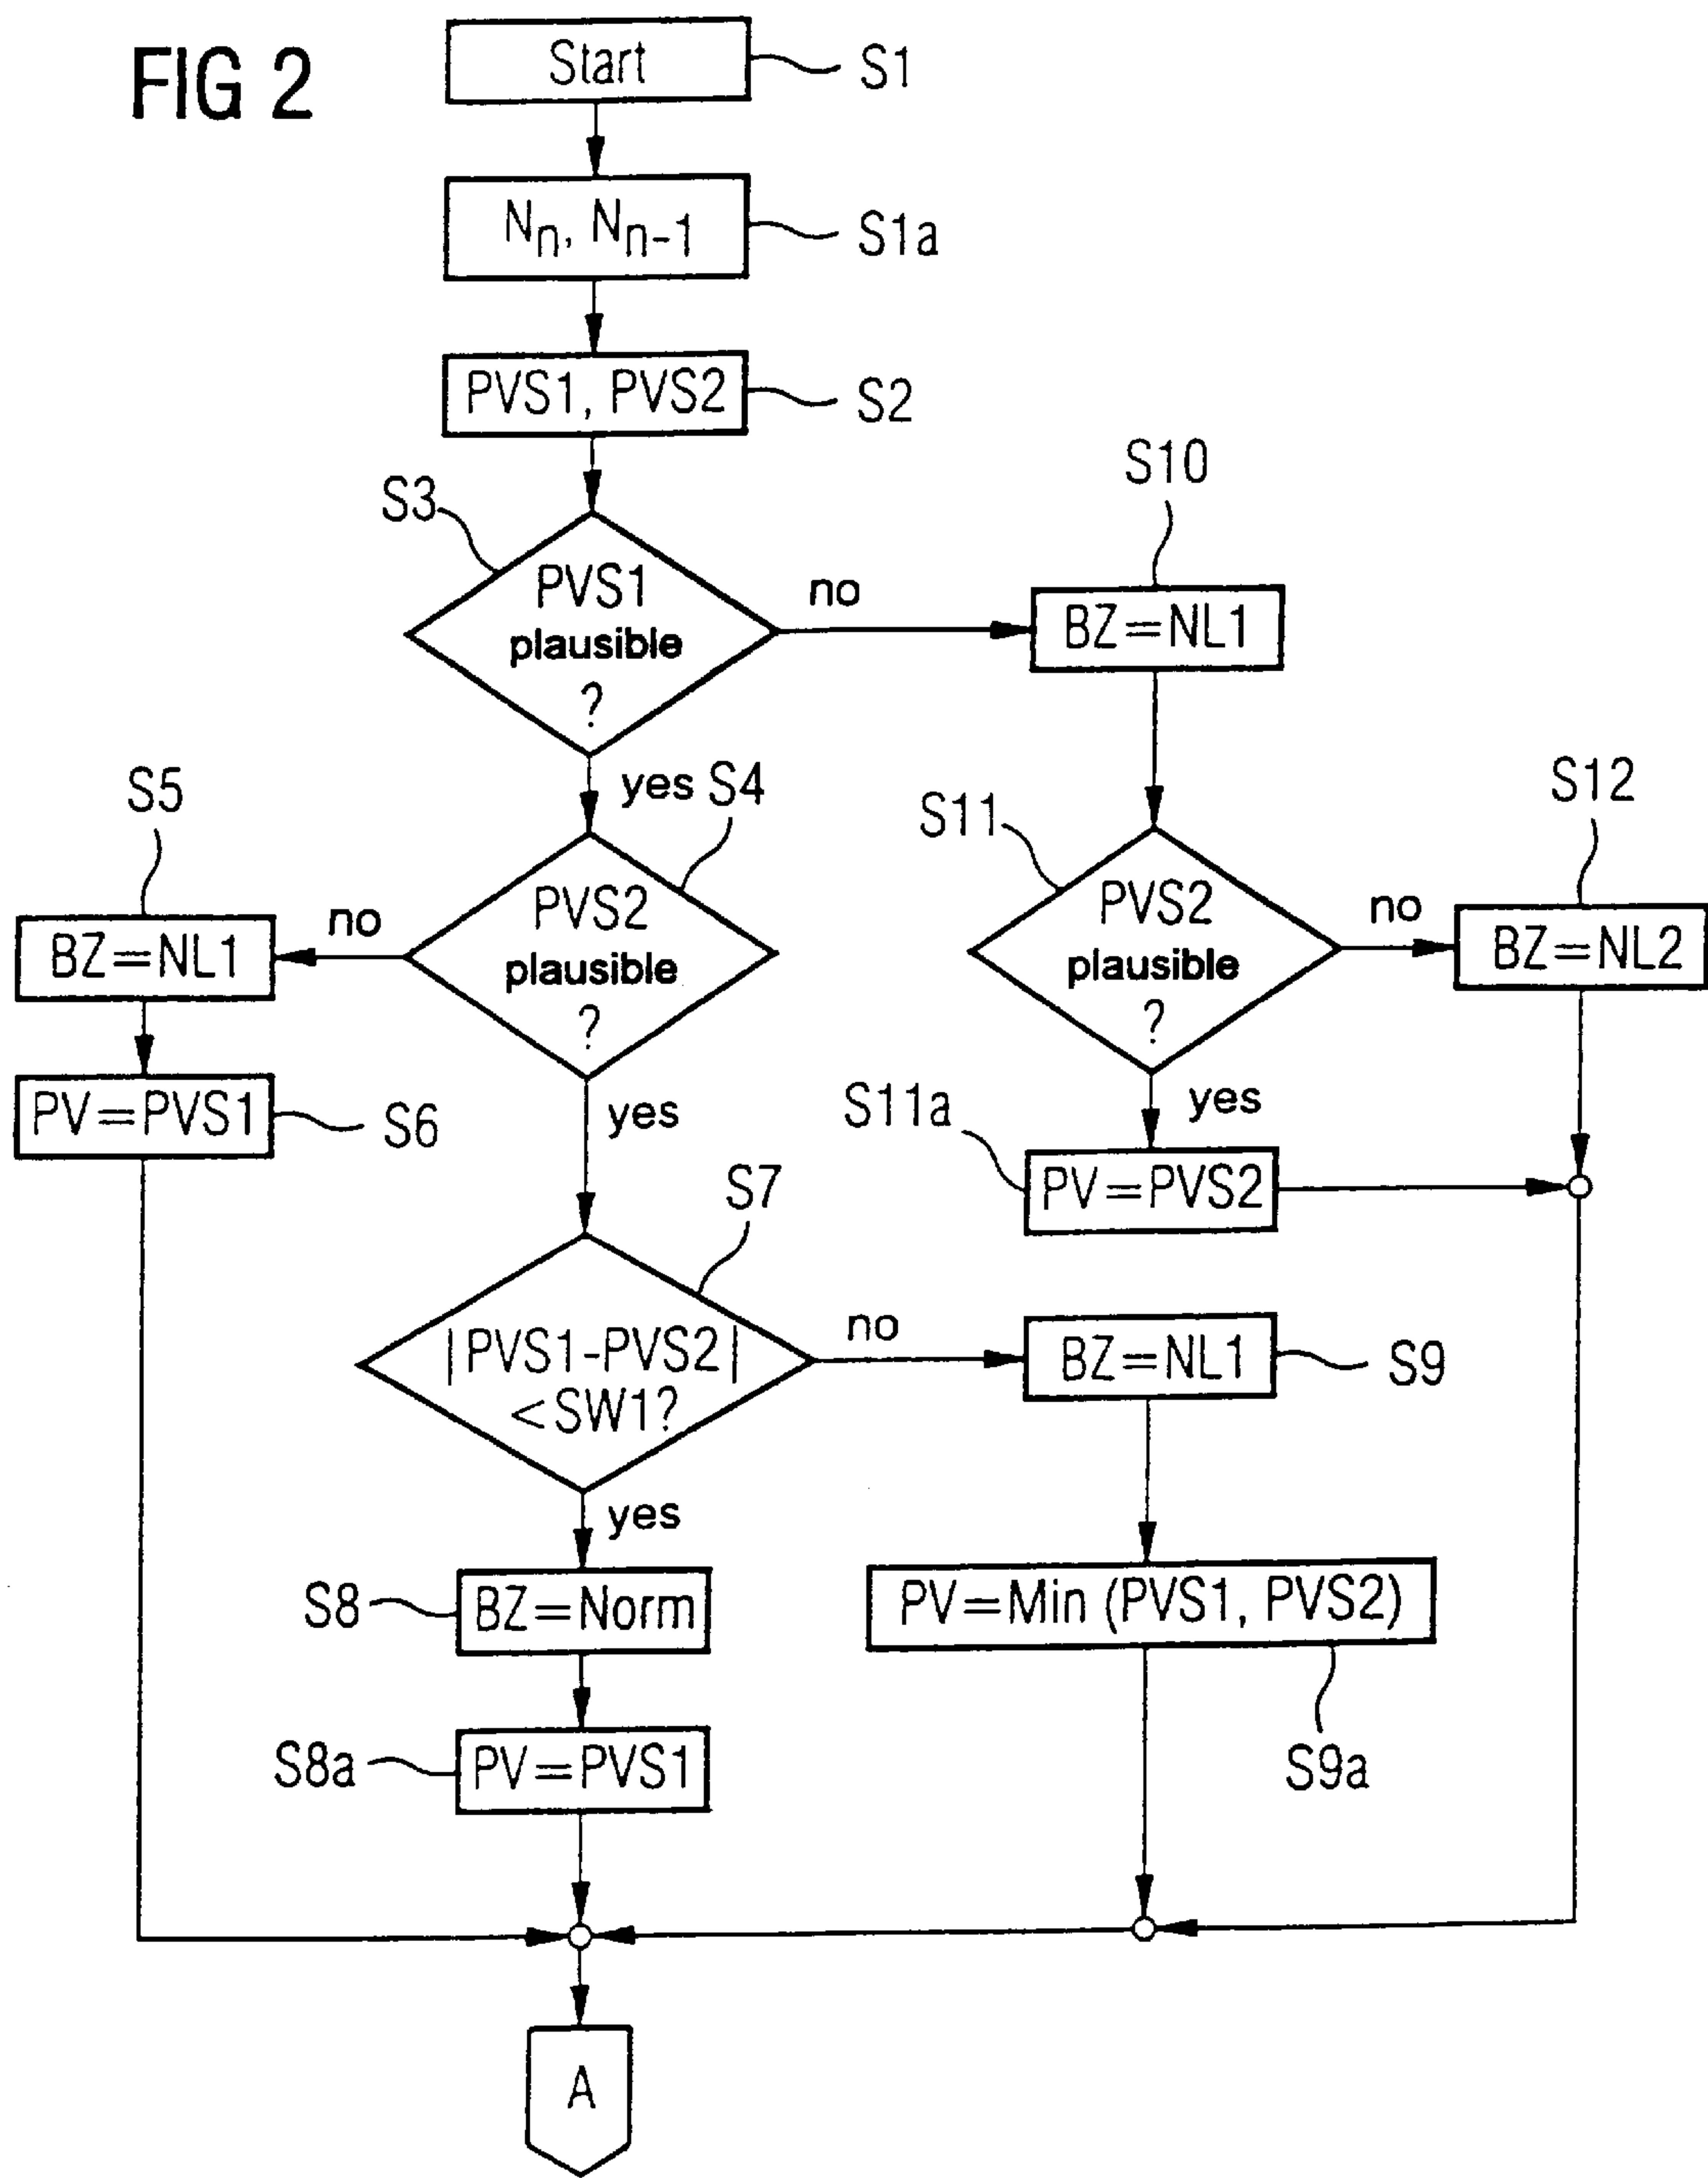 FIG 2
Start
S1
Nn, Nn-1
S1a
PVS1, PVS2
S2
S3
PVS1
plausible
?
no
S10
BZ=NL1
yes
S4
PVS2
plausible
?
no
S5
BZ=NL1
PV=PVS1
S6
yes
S11
PVS2
plausible
?
no
S12
BZ=NL2
yes
S11a
PV=PVS2
S7
|PVS1-PVS2|
<SW1?
no
BZ=NL1
S9
yes
S8
BZ=Norm
PV=Min (PVS1, PVS2)
S9a
S8a
PV=PVS1
A